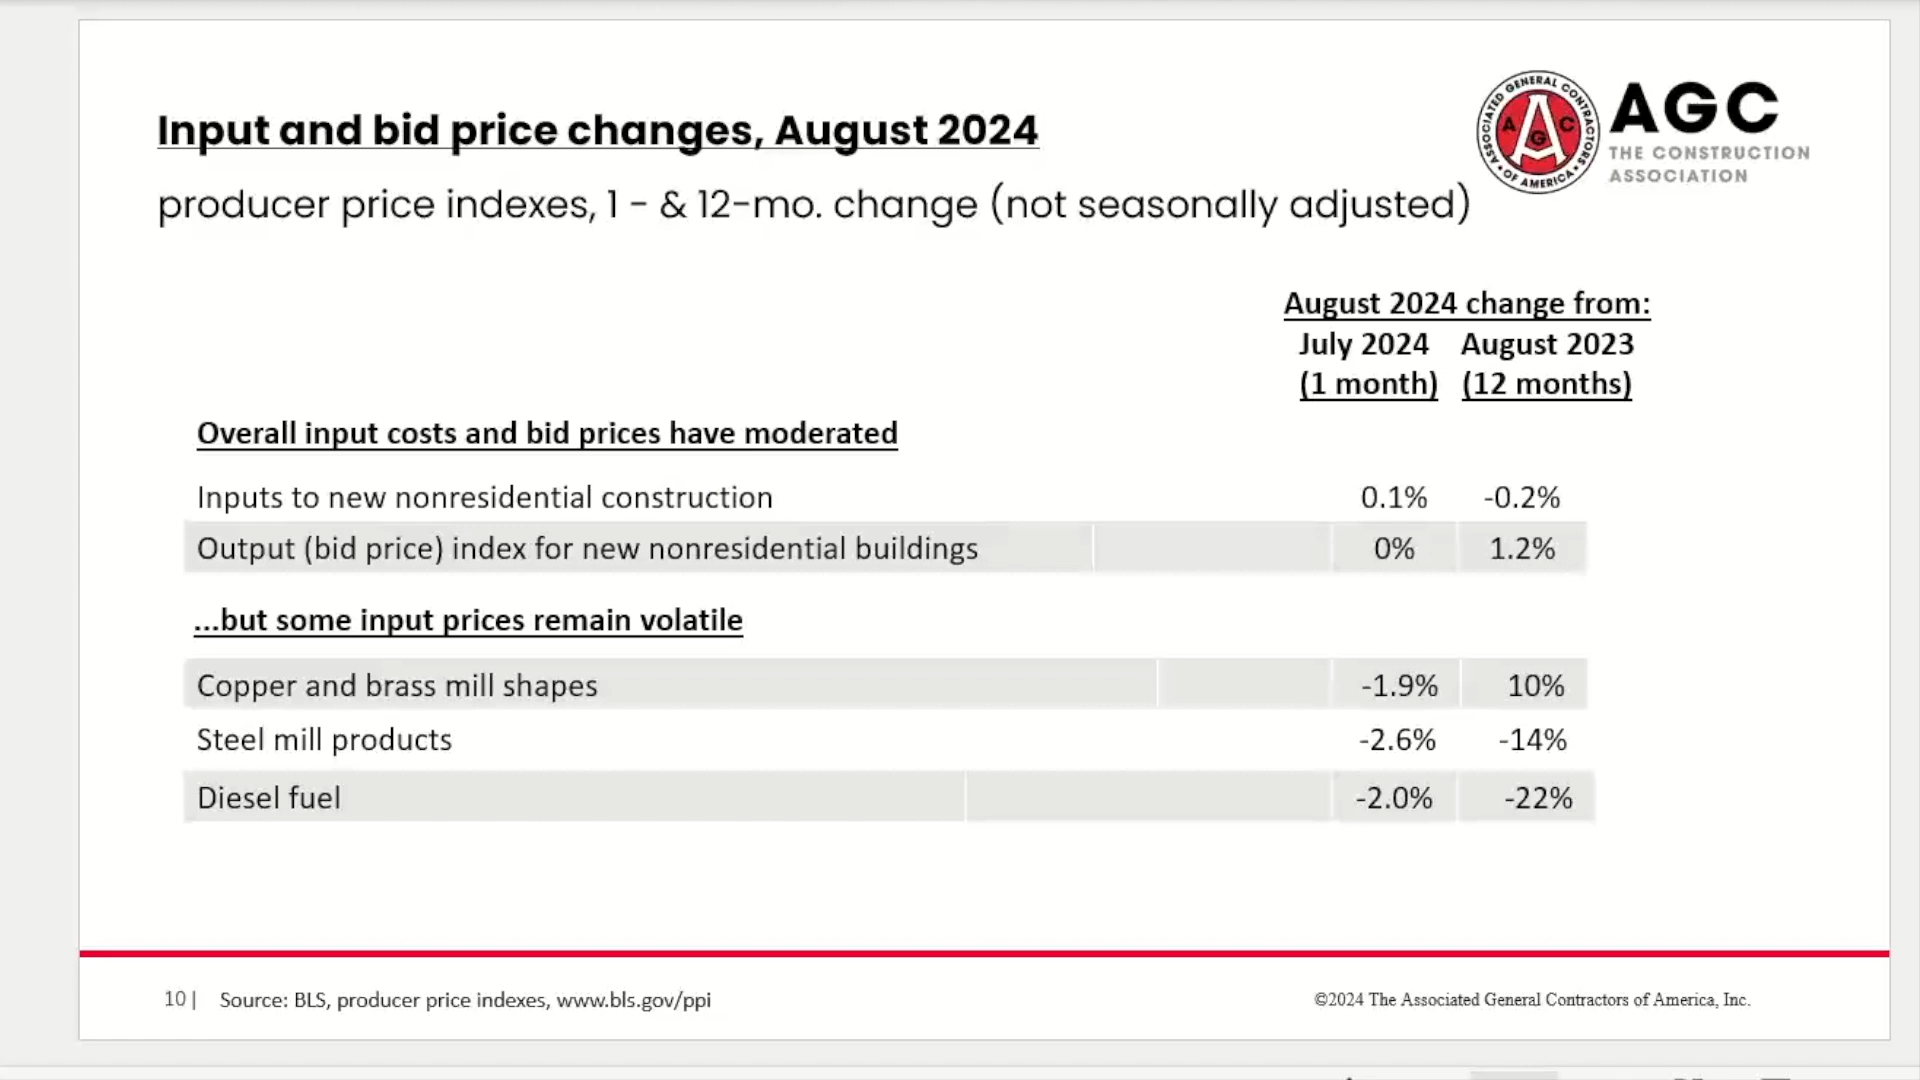 Input and bid price changes, August 2024
producer price indexes, 1 - & 12-mo. change (not seasonally adjusted)
ASSOCIATED GENERAL CONTRACTORS
OF AMERICA
A G C
AGC
THE CONSTRUCTION
ASSOCIATION
August 2024 change from:
July 2024 August 2023
(1 month) (12 months)
Overall input costs and bid prices have moderated
Inputs to new nonresidential construction 0.1% -0.2%
Output (bid price) index for new nonresidential buildings 0% 1.2%
...but some input prices remain volatile
Copper and brass mill shapes -1.9% 10%
Steel mill products -2.6% -14%
Diesel fuel -2.0% -22%
10 | Source: BLS, producer price indexes, www.bls.gov/ppi
©2024 The Associated General Contractors of America, Inc.